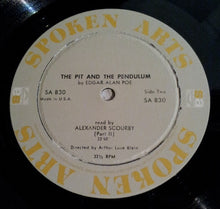 SPOKEN ARTS
THE PIT AND THE PENDULUM
by EDGAR ALAN POE
SA 830
Side Two
Made in U.S.A.
SA 830
read by
ALEXANDER SCOURBY
(Part II)
Directed by Arthur Luce Klein
33⅓ RPM
SPOKEN ARTS